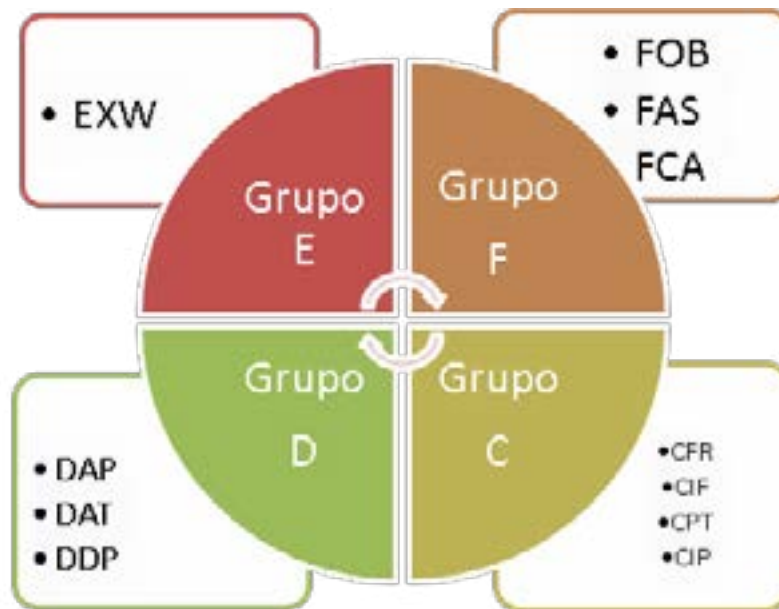 • EXW
• FOB
• FAS
FCA
Grupo
E
Grupo
F
Grupo
D
Grupo
C
• DAP
• DAT
• DDP
•CFR
•CIF
•CPT
•CIP